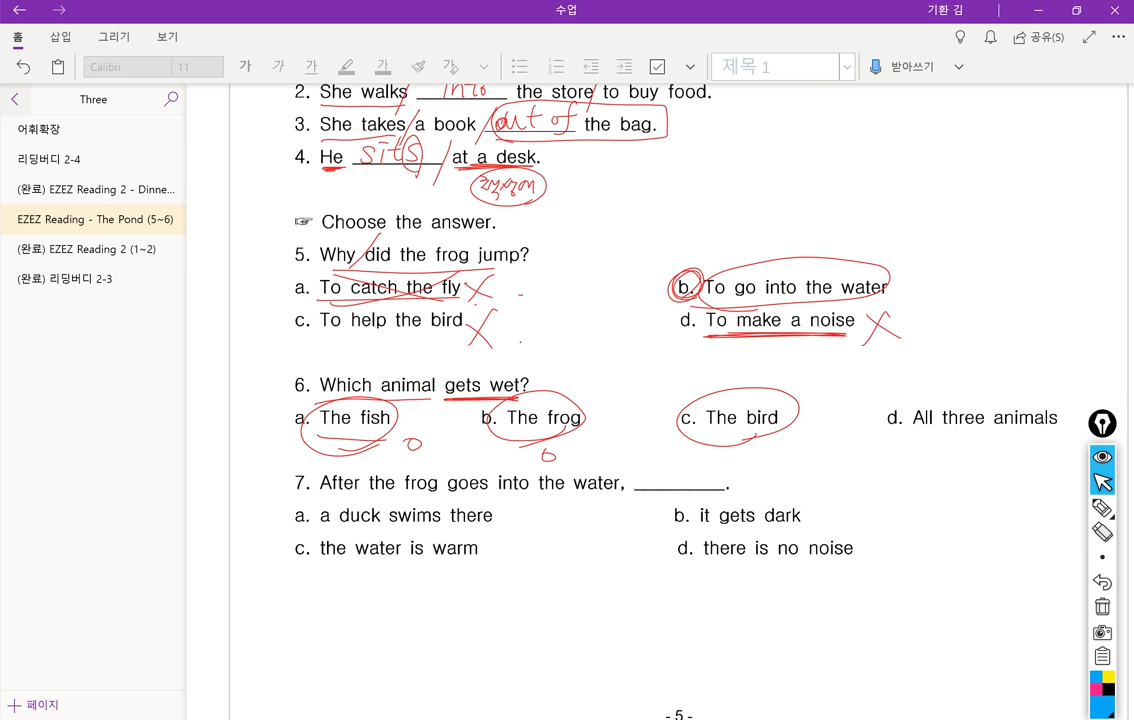 수업
기환 김
홈 삽입 그리기 보기
공유(S)
Calibri 11 가 가 가 가 가 제목 1 받아쓰기
Three
어휘확장
리딩버디 2-4
(완료) EZEZ Reading 2 - Dinne...
EZEZ Reading - The Pond (5~6)
(완료) EZEZ Reading 2 (1~2)
(완료) 리딩버디 2-3
페이지
2. She walks into the store to buy food.
3. She takes a book out of the bag.
4. He sits at a desk.
책상에
☞ Choose the answer.
5. Why did the frog jump?
a. To catch the fly X b. To go into the water
c. To help the bird X d. To make a noise X
6. Which animal gets wet?
a. The fish b. The frog c. The bird d. All three animals
7. After the frog goes into the water, __________.
a. a duck swims there b. it gets dark
c. the water is warm d. there is no noise
- 5 -